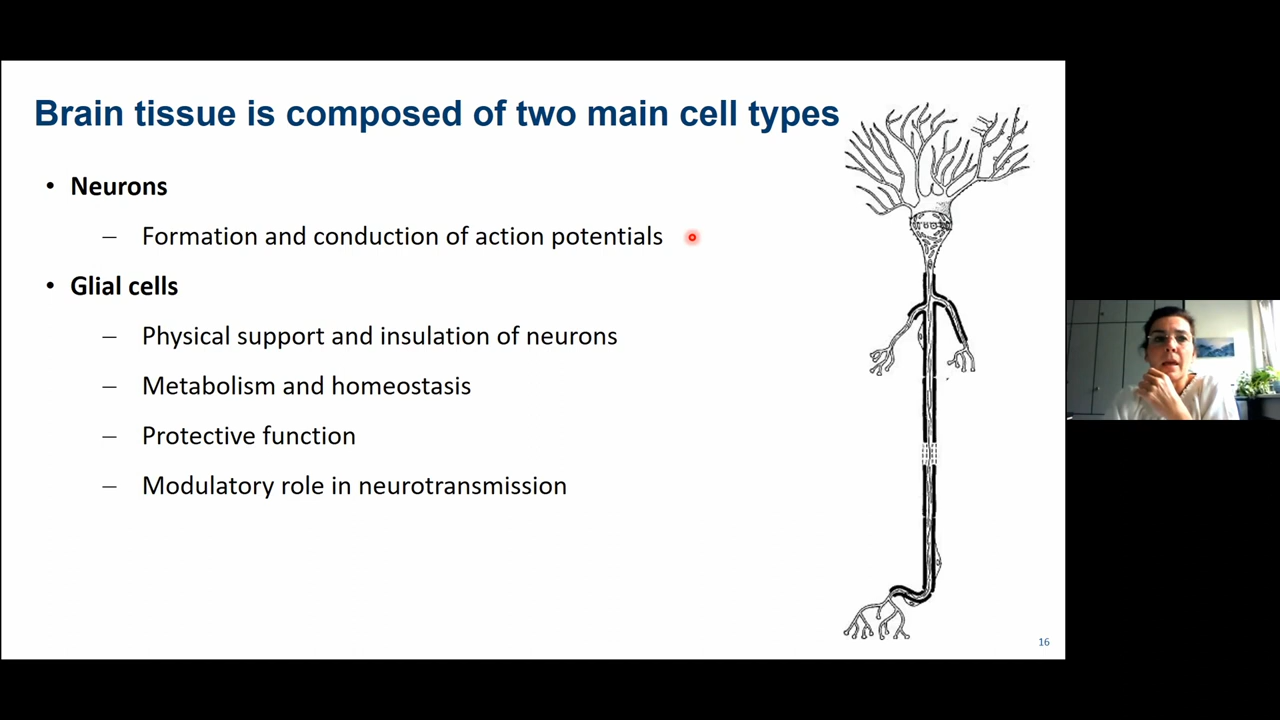 Brain tissue is composed of two main cell types
• Neurons
– Formation and conduction of action potentials
• Glial cells
– Physical support and insulation of neurons
– Metabolism and homeostasis
– Protective function
– Modulatory role in neurotransmission
16